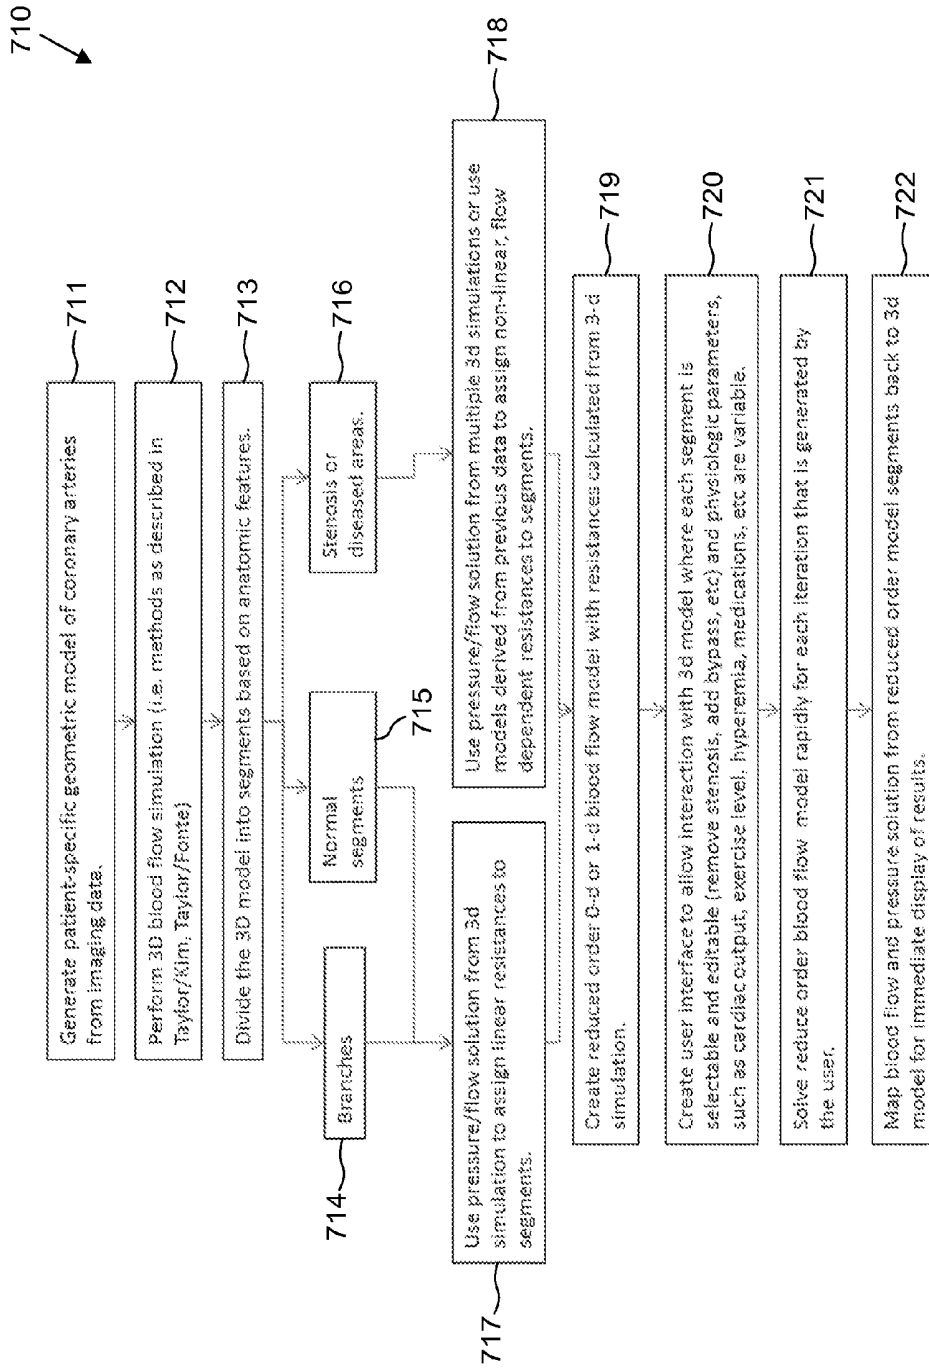 710
Generate patient-specific geometric model of coronary arteries
from imaging data.
711
Perform 3D blood flow simulation (i.e. methods as described in
Taylor/Kim, Taylor/Fonte)
712
Divide the 3D model into segments based on anatomic features.
713
Branches
714
Normal
segments
715
Stenosis or
diseased areas.
716
Use pressure/flow solution from 3d
simulation to assign linear resistances to
segments.
717
Use pressure/flow solution from multiple 3d simulations or use
models derived from previous data to assign non-linear, flow
dependent resistances to segments.
718
Create reduced order 0-d or 1-d blood flow model with resistances calculated from 3-d
simulation.
719
Create user interface to allow interaction with 3d model where each segment is
selectable and editable (remove stenosis, add bypass, etc) and physiologic parameters,
such as cardiac output, exercise level, hyperemia, medications, etc are variable.
720
Solve reduce order blood flow model rapidly for each iteration that is generated by
the user.
721
Map blood flow and pressure solution from reduced order model segments back to 3d
model for immediate display of results.
722